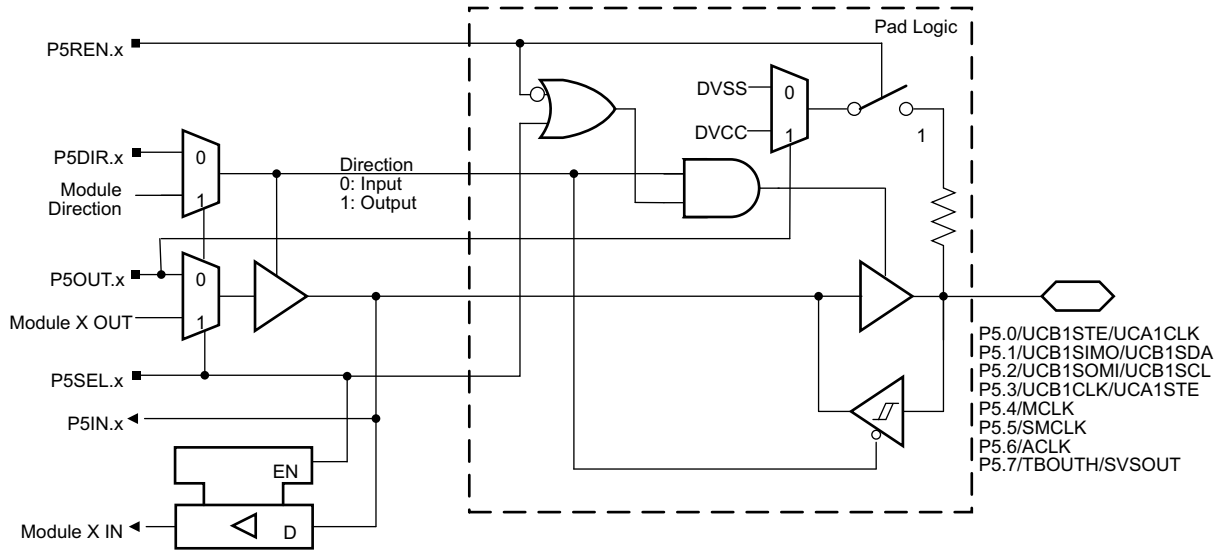 Pad Logic
P5REN.x
DVSS
0
DVCC
1
1
P5DIR.x
0
Module
Direction
1
Direction
0: Input
1: Output
P5OUT.x
0
Module X OUT
1
P5SEL.x
P5IN.x
EN
Module X IN
D
P5.0/UCB1STE/UCA1CLK
P5.1/UCB1SIMO/UCB1SDA
P5.2/UCB1SOMI/UCB1SCL
P5.3/UCB1CLK/UCA1STE
P5.4/MCLK
P5.5/SMCLK
P5.6/ACLK
P5.7/TBOUTH/SVSOUT